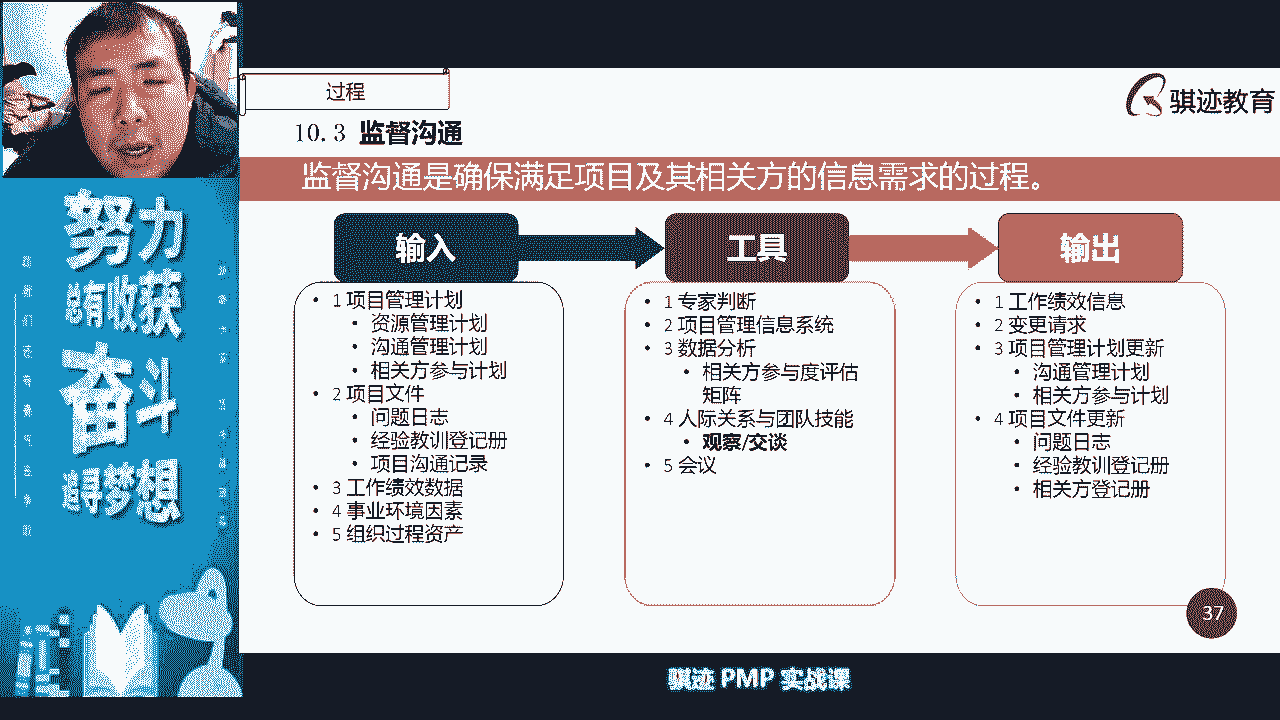 过程
骐迹教育
10.3 监督沟通
监督沟通是确保满足项目及其相关方的信息需求的过程。
输入
• 1 项目管理计划
• 资源管理计划
• 沟通管理计划
• 相关方参与计划
• 2 项目文件
• 问题日志
• 经验教训登记册
• 项目沟通记录
• 3 工作绩效数据
• 4 事业环境因素
• 5 组织过程资产
工具
• 1 专家判断
• 2 项目管理信息系统
• 3 数据分析
• 相关方参与度评估
矩阵
• 4 人际关系与团队技能
• 观察/交谈
• 5 会议
输出
• 1 工作绩效信息
• 2 变更请求
• 3 项目管理计划更新
• 沟通管理计划
• 相关方参与计划
• 4 项目文件更新
• 问题日志
• 经验教训登记册
• 相关方登记册
37
努力
总有收获
奋斗
追寻梦想
骐迹 PMP 实战课